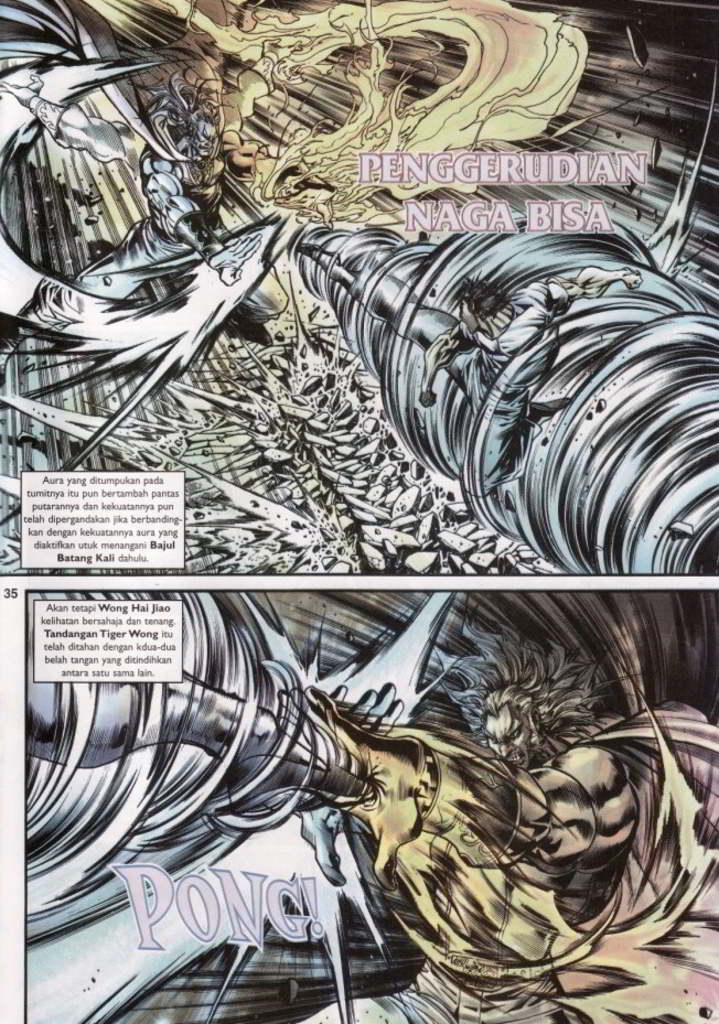 PENGGERUDIAN
NAGA BISA
Aura yang ditumpukan pada
tumitnya itu pun bertambah pantas
putarannya dan kekuatannya pun
telah dipergandakan jika berbanding-
kan dengan kekuatannya aura yang
diaktifkan utuk menangani Bajul
Batang Kali dahulu.
35
Akan tetapi Wong Hai Jiao
kelihatan bersahaja dan tenang.
Tandangan Tiger Wong itu
telah ditahan dengan kdua-dua
belah tangan yang ditindihkan
antara satu sama lain.
PONG!